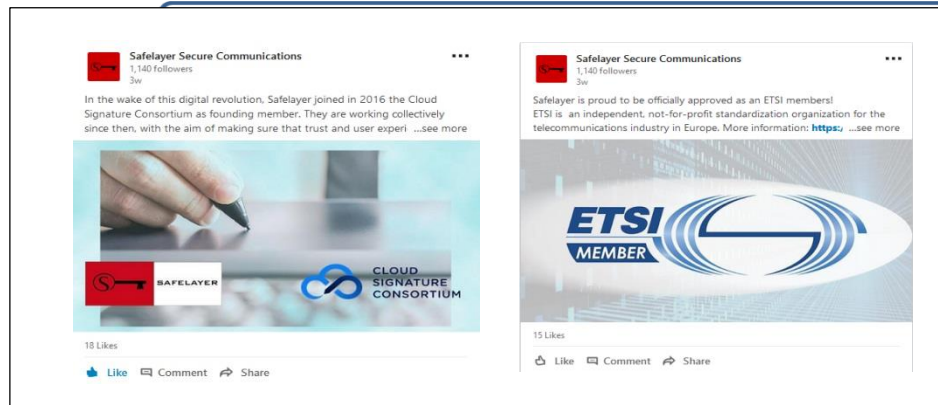 Safelayer Secure Communications
1,140 followers
3w
In the wake of this digital revolution, Safelayer joined in 2016 the Cloud
Signature Consortium as founding member. They are working collectively
since then, with the aim of making sure that trust and user experi ...see more
S
SAFELAYER
CLOUD
SIGNATURE
CONSORTIUM
18 Likes
Like Comment Share
Safelayer Secure Communications
1,140 followers
3w
Safelayer is proud to be officially approved as an ETSI members!
ETSI is an independent, not-for-profit standardization organization for the
telecommunications industry in Europe. More information: https:/ ...see more
ETSI
MEMBER
15 Likes
Like Comment Share